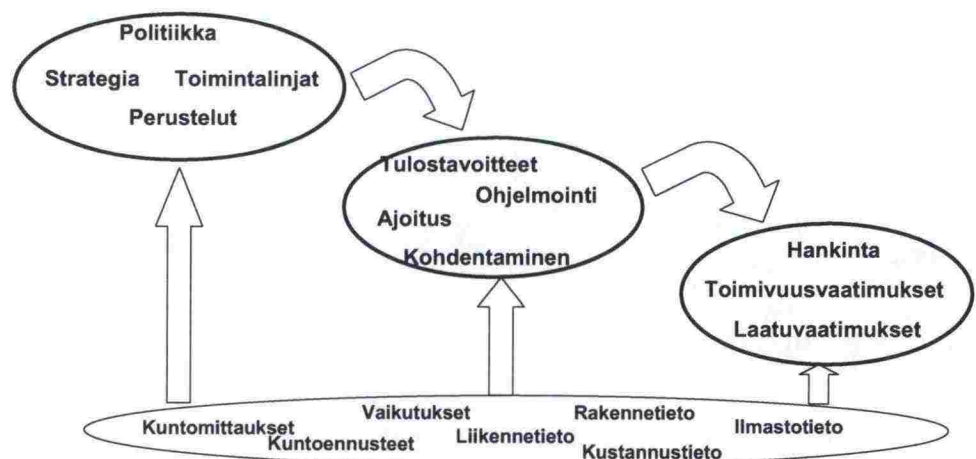 Politiikka
Strategia Toimintalinjat
Perustelut
Tulostavoitteet
Ohjelmointi
Ajoitus
Kohdentaminen
Hankinta
Toimivuusvaatimukset
Laatuvaatimukset
Vaikutukset Rakennetieto
Kuntomittaukset Liikennetieto Ilmastotieto
Kuntoennusteet Kustannustieto